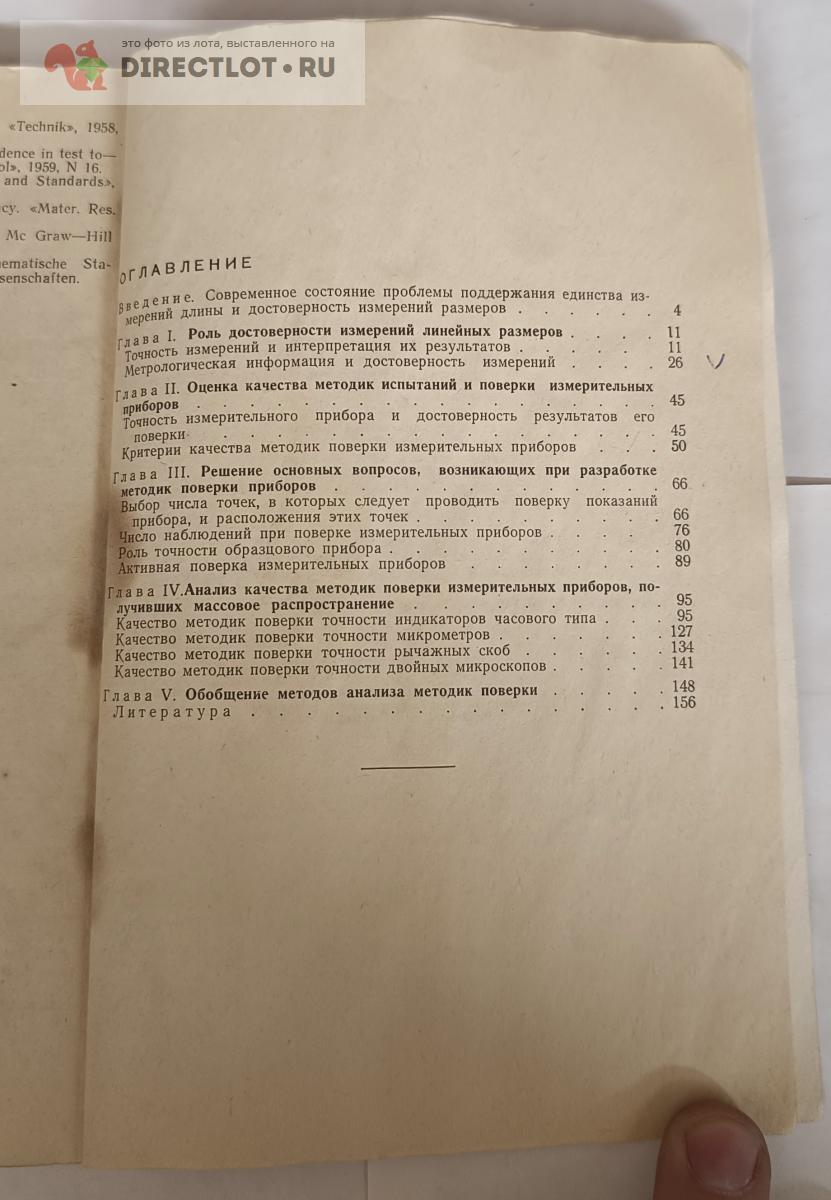 это фото из лота, выставленного на
DIRECTLOT.RU
«Technik», 1958,
dence in test to—
ol», 1959, N 16.
and Standards»,
cy. «Mater. Res.
Mc Graw—Hill
ematische Sta-
senschaften.
ОГЛАВЛЕНИЕ
Введение. Современное состояние проблемы поддержания единства из-
мерений длины и достоверность измерений размеров . . . . . . 4
Глава I. Роль достоверности измерений линейных размеров . . . . 11
Точность измерений и интерпретация их результатов . . . . . 11
Метрологическая информация и достоверность измерений . . . . 26
Глава II. Оценка качества методик испытаний и поверки измерительных
приборов . . . . . . . . . . . . . . . . . 45
Точность измерительного прибора и достоверность результатов его
поверки . . . . . . . . . . . . . . . . . 45
Критерии качества методик поверки измерительных приборов . . . 50
Глава III. Решение основных вопросов, возникающих при разработке
методик поверки приборов . . . . . . . . . . . . 66
Выбор числа точек, в которых следует проводить поверку показаний
прибора, и расположения этих точек . . . . . . . . . 66
Число наблюдений при поверке измерительных приборов . . . . 76
Роль точности образцового прибора . . . . . . . . . . 80
Активная поверка измерительных приборов . . . . . . . 89
Глава IV. Анализ качества методик поверки измерительных приборов, по-
лучивших массовое распространение . . . . . . . . . 95
Качество методик поверки точности индикаторов часового типа . . . 95
Качество методик поверки точности микрометров . . . . . . . 127
Качество методик поверки точности рычажных скоб . . . . . . 134
Качество методик поверки точности двойных микроскопов . . . . . 141
Глава V. Обобщение методов анализа методик поверки . . . . . 148
Литература . . . . . . . . . . . . . . . . 156